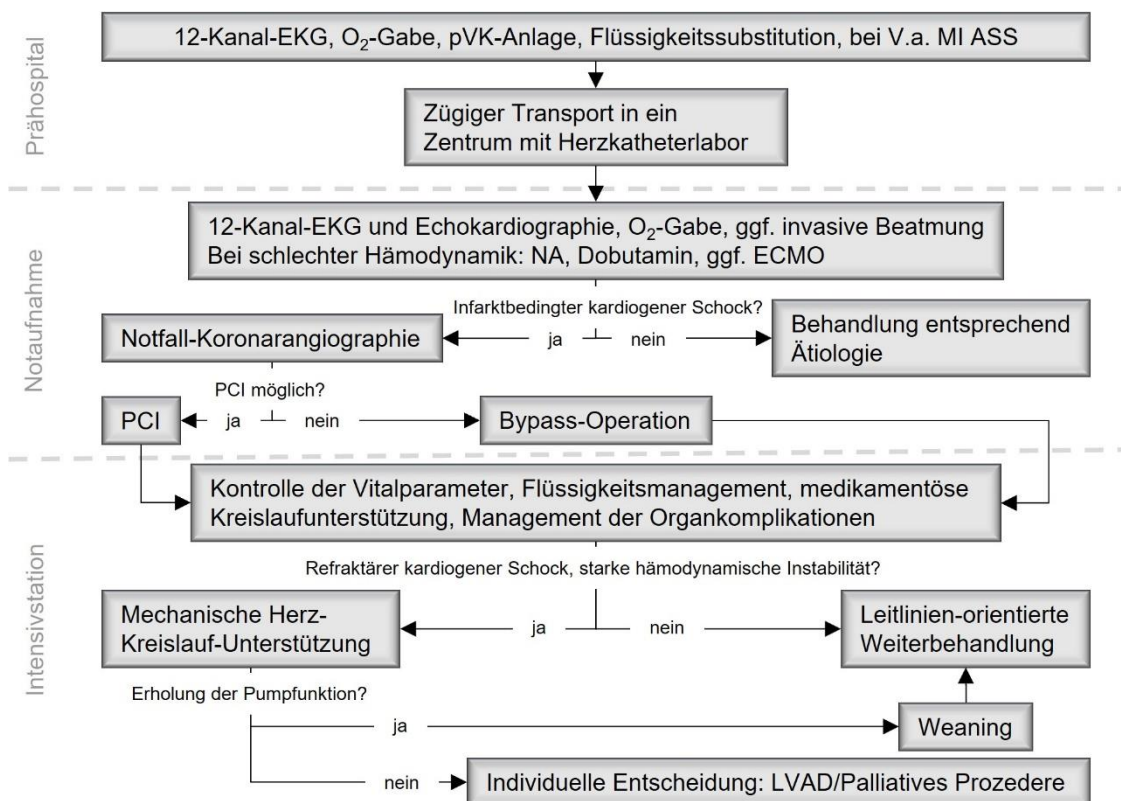 Prähospital
12-Kanal-EKG, O₂-Gabe, pVK-Anlage, Flüssigkeitssubstitution, bei V.a. MI ASS
Zügiger Transport in ein
Zentrum mit Herzkatheterlabor
Notaufnahme
12-Kanal-EKG und Echokardiographie, O₂-Gabe, ggf. invasive Beatmung
Bei schlechter Hämodynamik: NA, Dobutamin, ggf. ECMO
Infarktbedingter kardiogener Schock?
Notfall-Koronarangiographie
ja
nein
Behandlung entsprechend
Ätiologie
PCI möglich?
PCI
ja
nein
Bypass-Operation
Intensivstation
Kontrolle der Vitalparameter, Flüssigkeitsmanagement, medikamentöse
Kreislaufunterstützung, Management der Organkomplikationen
Refraktärer kardiogener Schock, starke hämodynamische Instabilität?
Mechanische Herz-
Kreislauf-Unterstützung
ja
nein
Leitlinien-orientierte
Weiterbehandlung
Erholung der Pumpfunktion?
ja
Weaning
nein
Individuelle Entscheidung: LVAD/Palliatives Prozedere